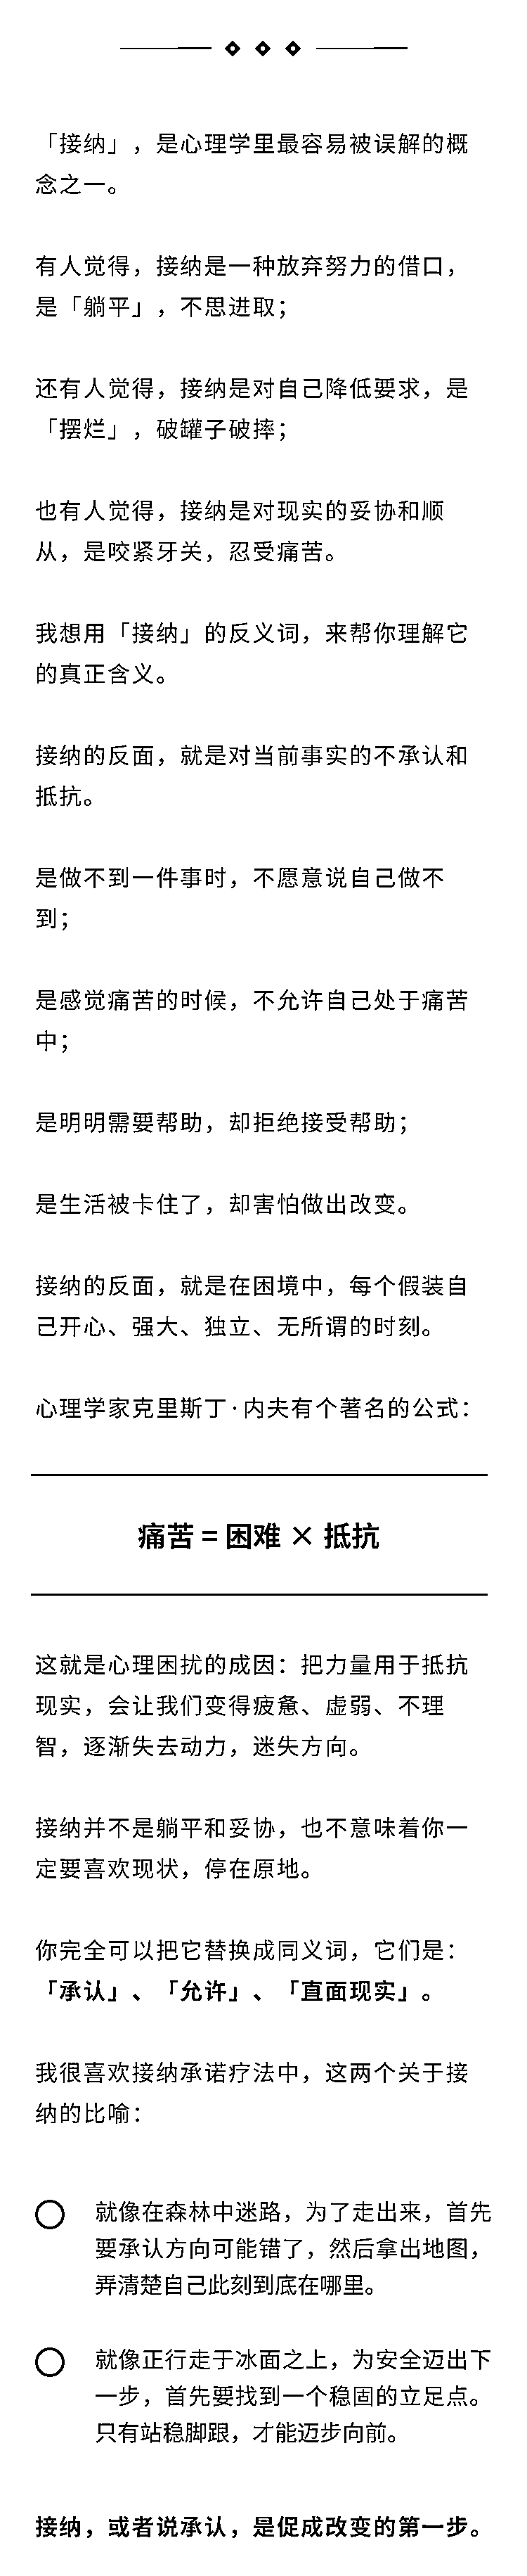 「接纳」，是心理学里最容易被误解的概
念之一。
有人觉得，接纳是一种放弃努力的借口，
是「躺平」，不思进取；
还有人觉得，接纳是对自己降低要求，是
「摆烂」，破罐子破摔；
也有人觉得，接纳是对现实的妥协和顺
从，是咬紧牙关，忍受痛苦。
我想用「接纳」的反义词，来帮你理解它
的真正含义。
接纳的反面，就是对当前事实的不承认和
抵抗。
是做不到一件事时，不愿意说自己做不
到；
是感觉痛苦的时候，不允许自己处于痛苦
中；
是明明需要帮助，却拒绝接受帮助；
是生活被卡住了，却害怕做出改变。
接纳的反面，就是在困境中，每个假装自
己开心、强大、独立、无所谓的时刻。
心理学家克里斯丁·内夫有个著名的公式：
痛苦 = 困难 × 抵抗
这就是心理困扰的成因：把力量用于抵抗
现实，会让我们变得疲惫、虚弱、不理
智，逐渐失去动力，迷失方向。
接纳并不是躺平和妥协，也不意味着你一
定要喜欢现状，停在原地。
你完全可以把它替换成同义词，它们是：
「承认」、「允许」、「直面现实」。
我很喜欢接纳承诺疗法中，这两个关于接
纳的比喻：
就像在森林中迷路，为了走出来，首先
要承认方向可能错了，然后拿出地图，
弄清楚自己此刻到底在哪里。
就像正行走于冰面之上，为安全迈出下
一步，首先要找到一个稳固的立足点。
只有站稳脚跟，才能迈步向前。
接纳，或者说承认，是促成改变的第一步。